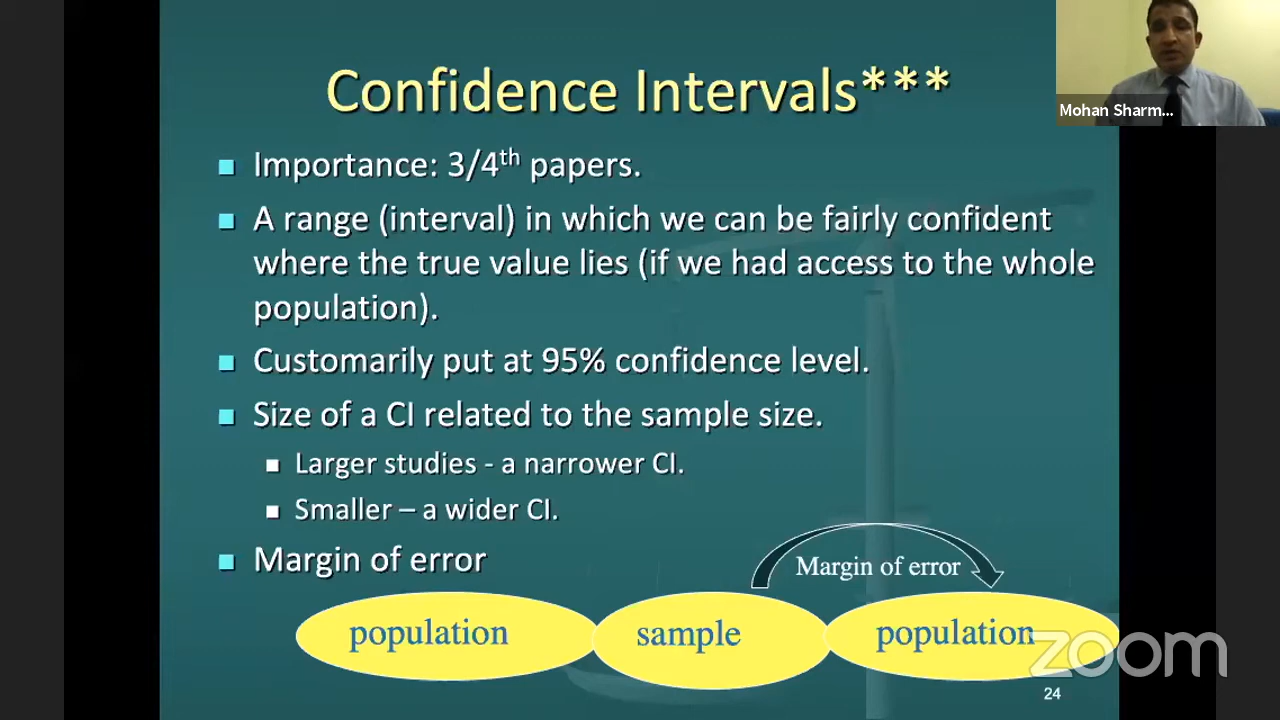 Confidence Intervals***
Mohan Sharm...
Importance: 3/4th papers.
A range (interval) in which we can be fairly confident
where the true value lies (if we had access to the whole
population).
Customarily put at 95% confidence level.
Size of a CI related to the sample size.
Larger studies - a narrower CI.
Smaller – a wider CI.
Margin of error
Margin of error
population
sample
population
zoom
24